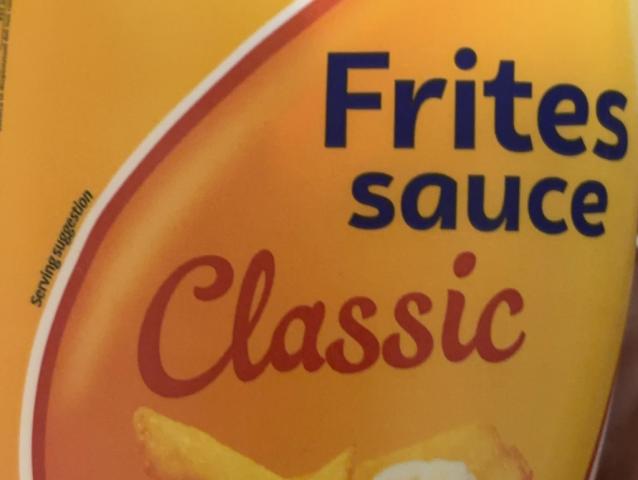 Frites
sauce
Classic
Serving suggestion